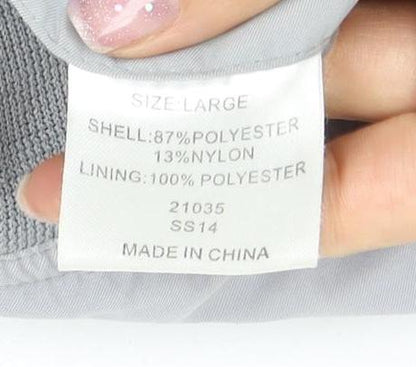 SIZE:LARGE
SHELL:87%POLYESTER
13%NYLON
LINING:100% POLYESTER
21035
SS14
MADE IN CHINA